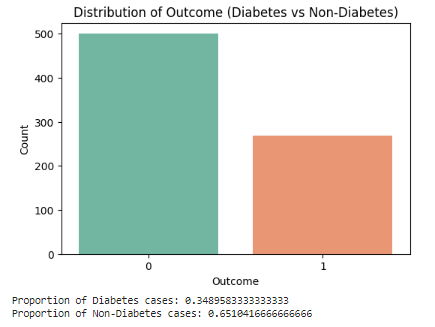 Distribution of Outcome (Diabetes vs Non-Diabetes)
500
400
300
200
100
0
Count
0 1
Outcome
Proportion of Diabetes cases: 0.3489583333333333
Proportion of Non-Diabetes cases: 0.6510416666666666